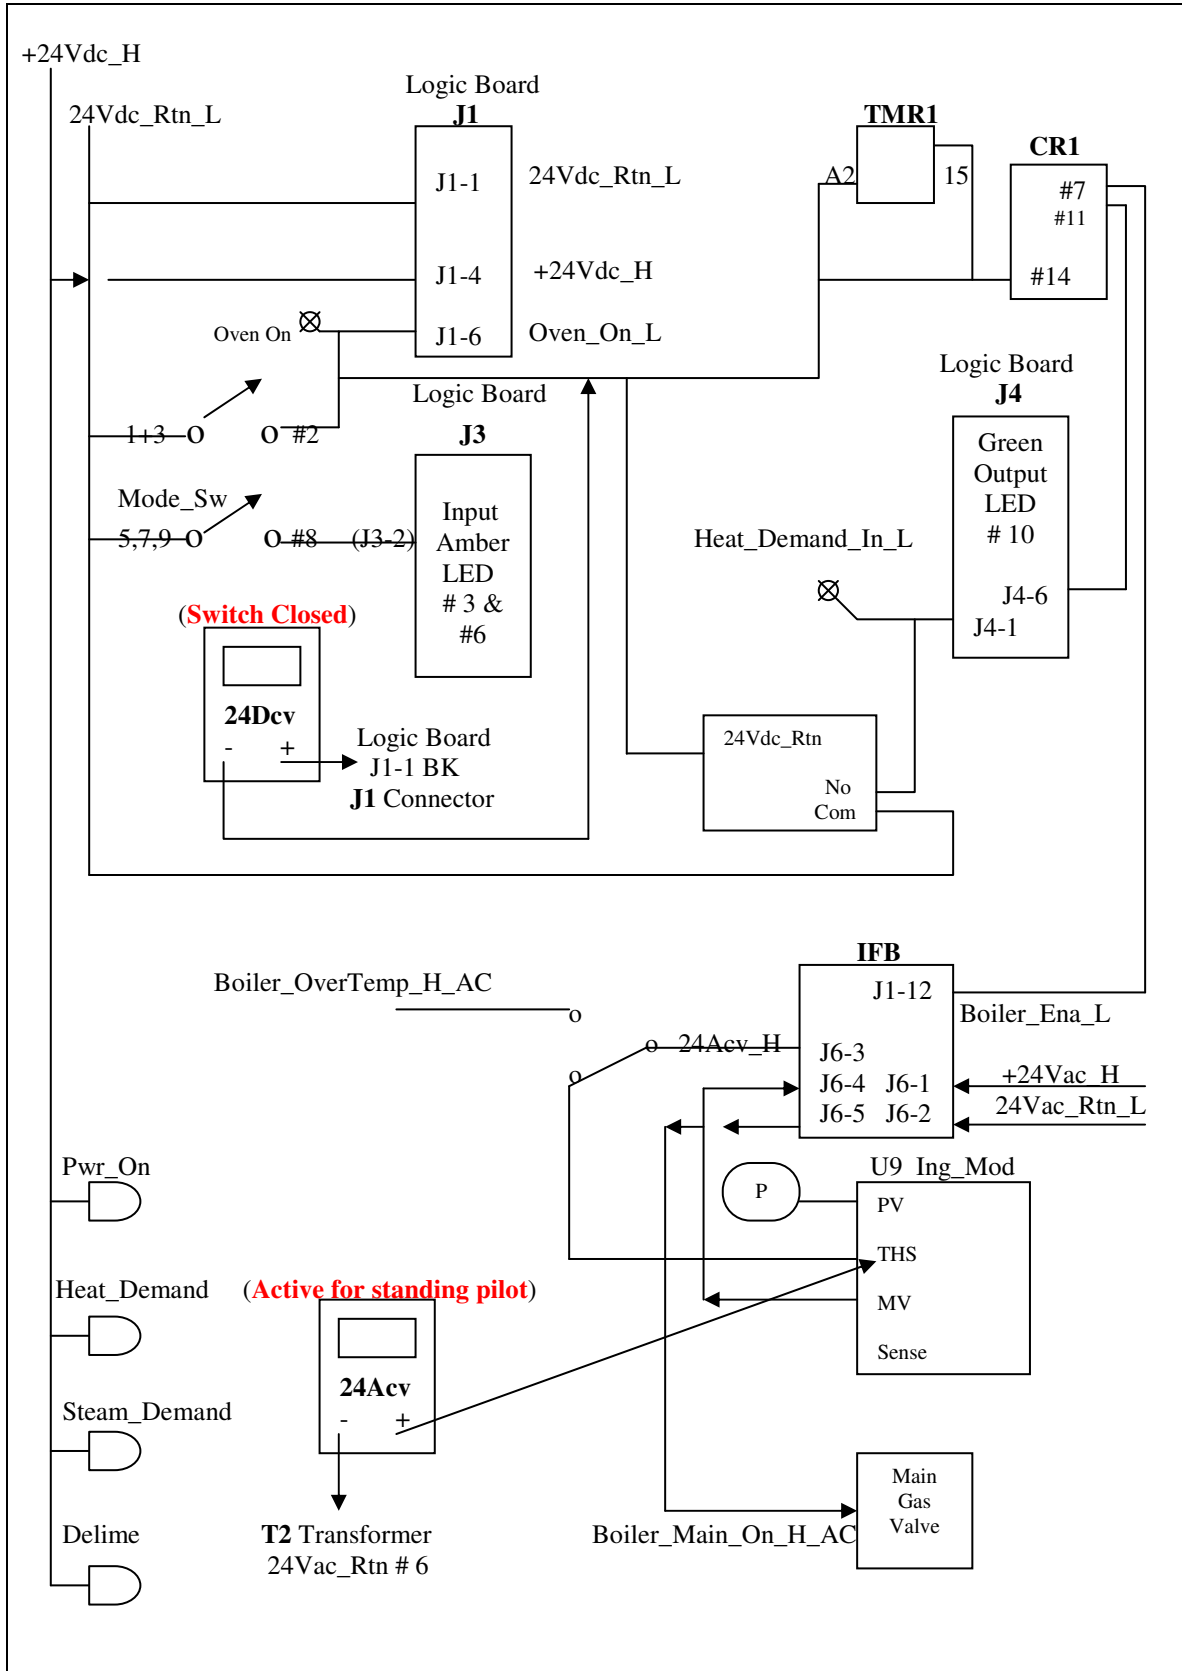 +24Vdc_H
24Vdc_Rtn_L
Logic Board
J1
J1-1
24Vdc_Rtn_L
J1-4
+24Vdc_H
J1-6
Oven_On_L
Oven On
TMR1
A2
15
CR1
#7
#11
#14
1+3 o
o #2
Mode_Sw
5,7,9 o
o #8
(J3-2)
Logic Board
J3
Input
Amber
LED
# 3 &
#6
Logic Board
J4
Green
Output
LED
# 10
J4-6
J4-1
Heat_Demand_In_L
(Switch Closed)
24Dcv
- +
Logic Board
J1-1 BK
J1 Connector
24Vdc_Rtn
No
Com
IFB
J1-12
Boiler_Ena_L
J6-3
J6-4 J6-1
J6-5 J6-2
+24Vac_H
24Vac_Rtn_L
Boiler_OverTemp_H_AC
o
o 24Acv_H
o
U9 Ing_Mod
P
PV
THS
MV
Sense
Pwr_On
Heat_Demand
(Active for standing pilot)
24Acv
- +
Steam_Demand
Delime
T2 Transformer
24Vac_Rtn # 6
Boiler_Main_On_H_AC
Main
Gas
Valve